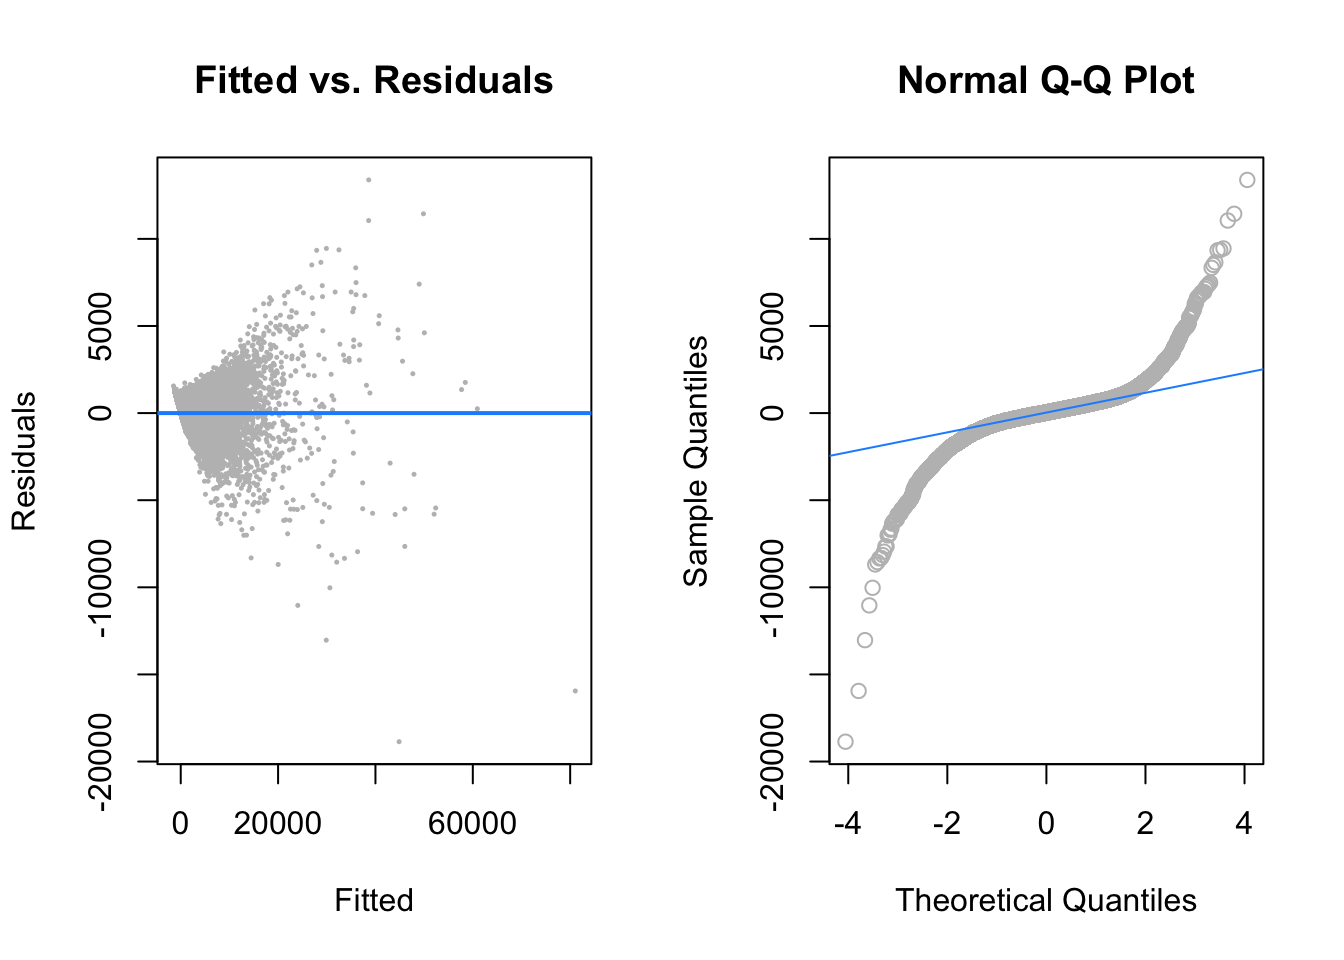 Fitted vs. Residuals
Residuals
5000
0
-10000
-20000
0 20000 60000
Fitted
Normal Q-Q Plot
Sample Quantiles
5000
0
-10000
-20000
-4 -2 0 2 4
Theoretical Quantiles